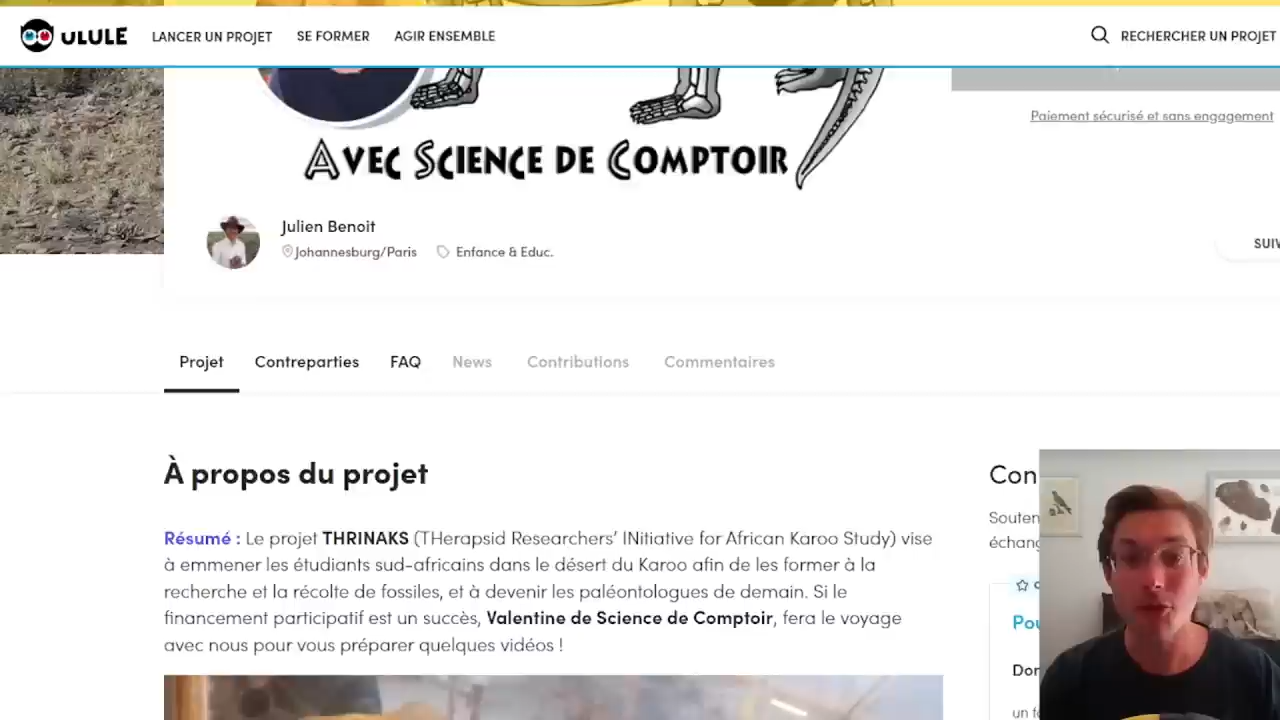 ULULE LANCER UN PROJET SE FORMER AGIR ENSEMBLE RECHERCHER UN PROJET
Paiement sécurisé et sans engagement
AVEC SCIENCE DE COMPTOIR
Julien Benoit
Johannesburg/Paris Enfance & Educ.
SUIV
Projet Contreparties FAQ News Contributions Commentaires
À propos du projet
Résumé : Le projet THRINAKS (THerapsid Researchers’ INitiative for African Karoo Study) vise
à emmener les étudiants sud-africains dans le désert du Karoo afin de les former à la
recherche et la récolte de fossiles, et à devenir les paléontologues de demain. Si le
financement participatif est un succès, Valentine de Science de Comptoir, fera le voyage
avec nous pour vous préparer quelques vidéos !
Con
Souten
échang
Pou
Don